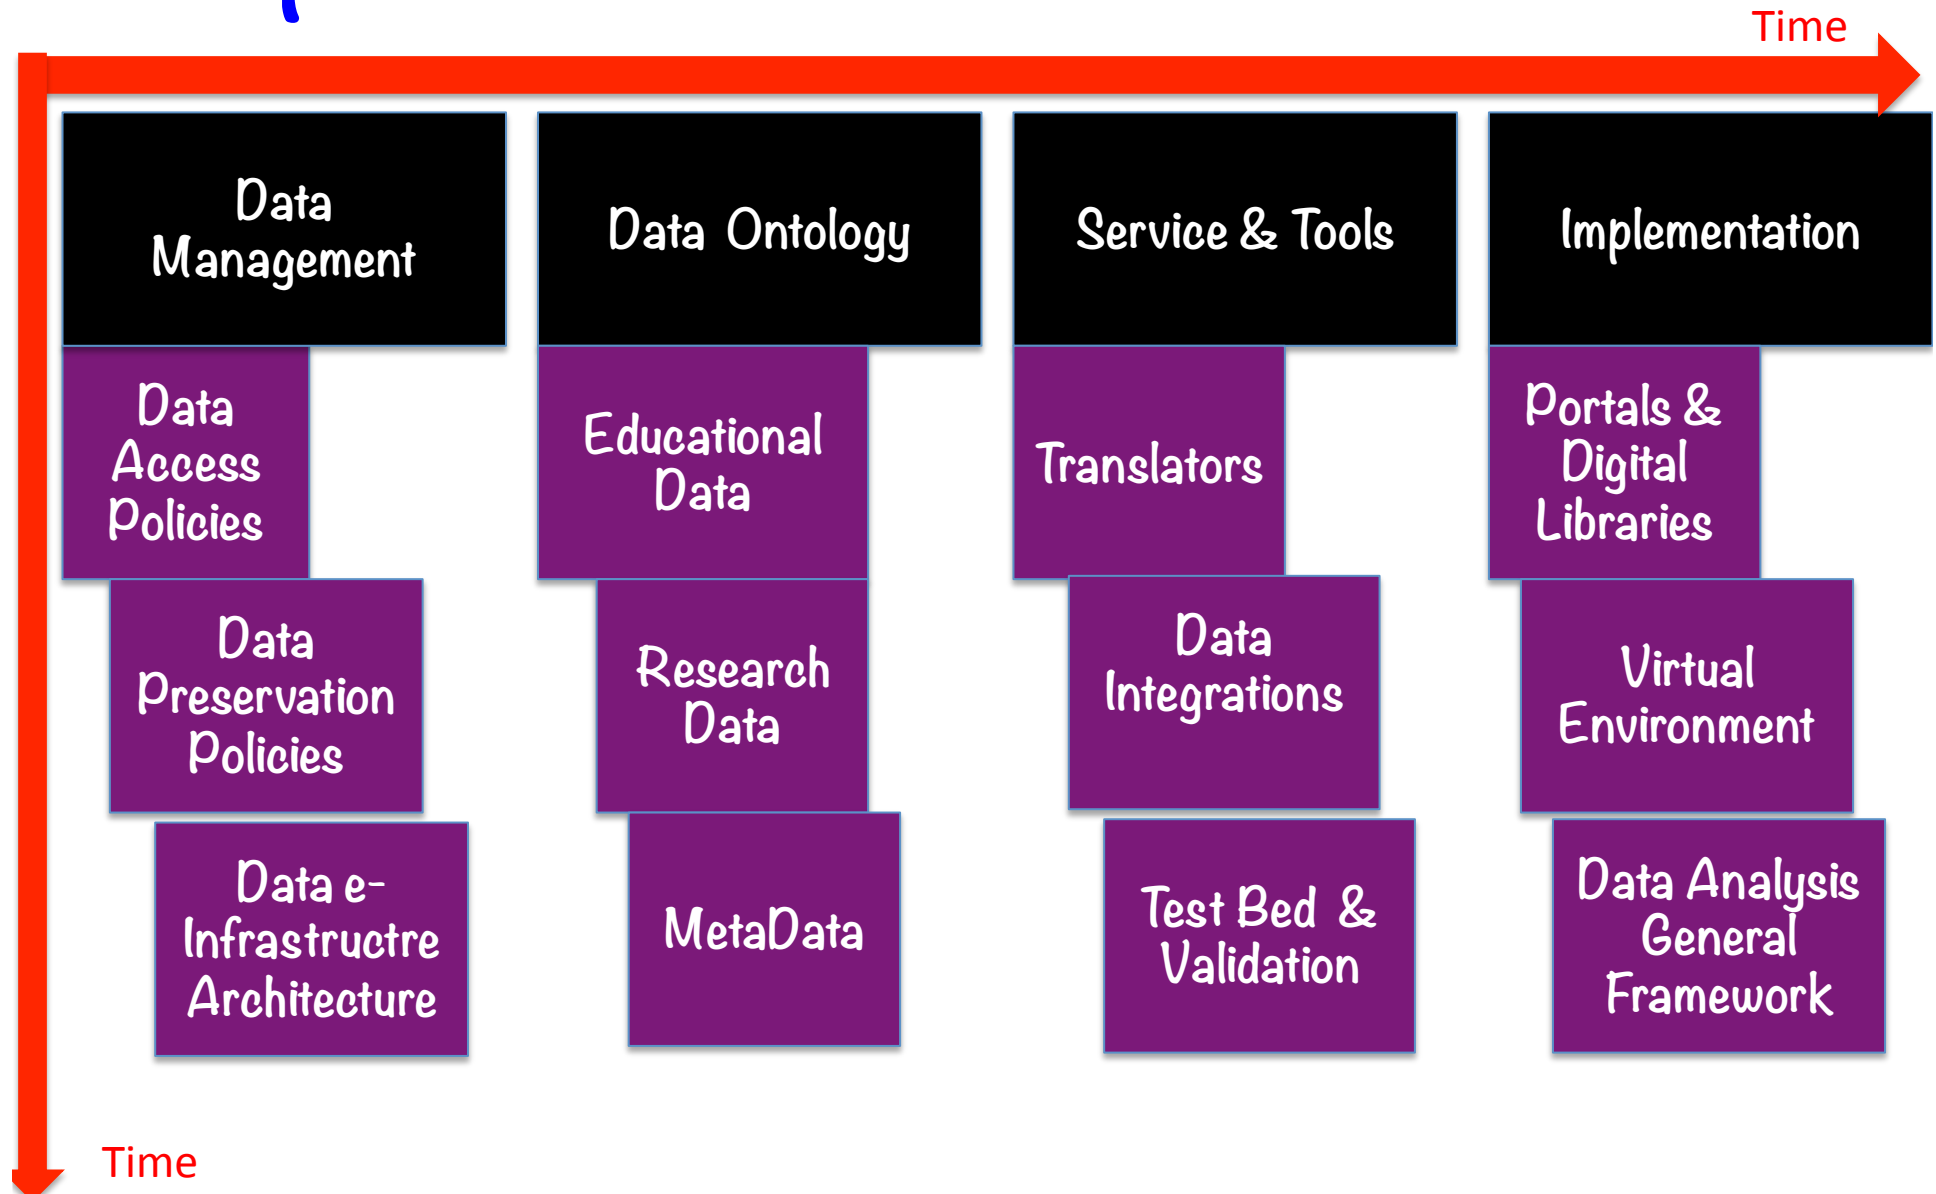 Time
Data
Management
Data Ontology
Service & Tools
Implementation
Data
Access
Policies
Educational
Data
Translators
Portals &
Digital
Libraries
Data
Preservation
Policies
Research
Data
Data
Integrations
Virtual
Environment
Data e-
Infrastructre
Architecture
MetaData
Test Bed &
Validation
Data Analysis
General
Framework
Time